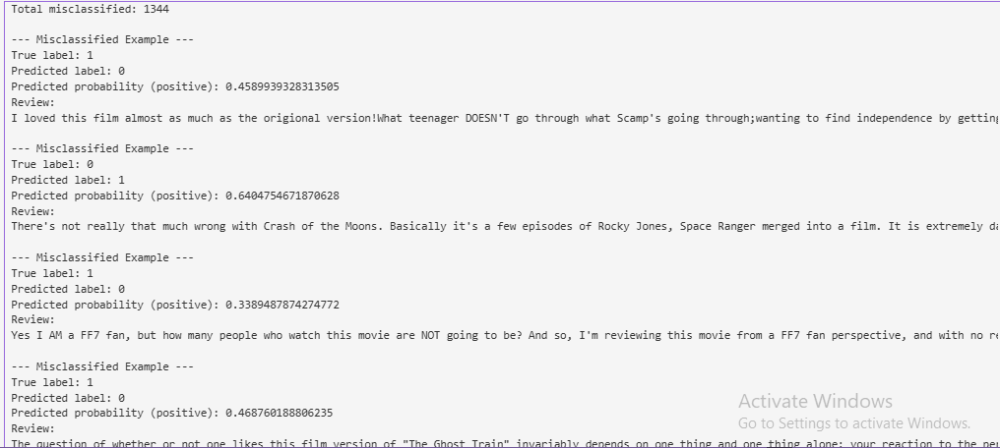 Total misclassified: 1344
--- Misclassified Example ---
True label: 1
Predicted label: 0
Predicted probability (positive): 0.4589939328313505
Review:
I loved this film almost as much as the origional version!What teenager DOESN'T go through what Scamp's going through;wanting to find independence by getting
--- Misclassified Example ---
True label: 0
Predicted label: 1
Predicted probability (positive): 0.6404754671870628
Review:
There's not really that much wrong with Crash of the Moons. Basically it's a few episodes of Rocky Jones, Space Ranger merged into a film. It is extremely
--- Misclassified Example ---
True label: 1
Predicted label: 0
Predicted probability (positive): 0.3389487874274772
Review:
Yes I AM a FF7 fan, but how many people who watch this movie are NOT going to be? And so, I'm reviewing this movie from a FF7 fan perspective, and with no
--- Misclassified Example ---
True label: 1
Predicted label: 0
Predicted probability (positive): 0.468760188806235
Review:
The question of whether or not one likes this film version of "The Ghost Train" invariably depends on one thing and one thing alone: your reaction to the
Activate Windows
Go to Settings to activate Windows.